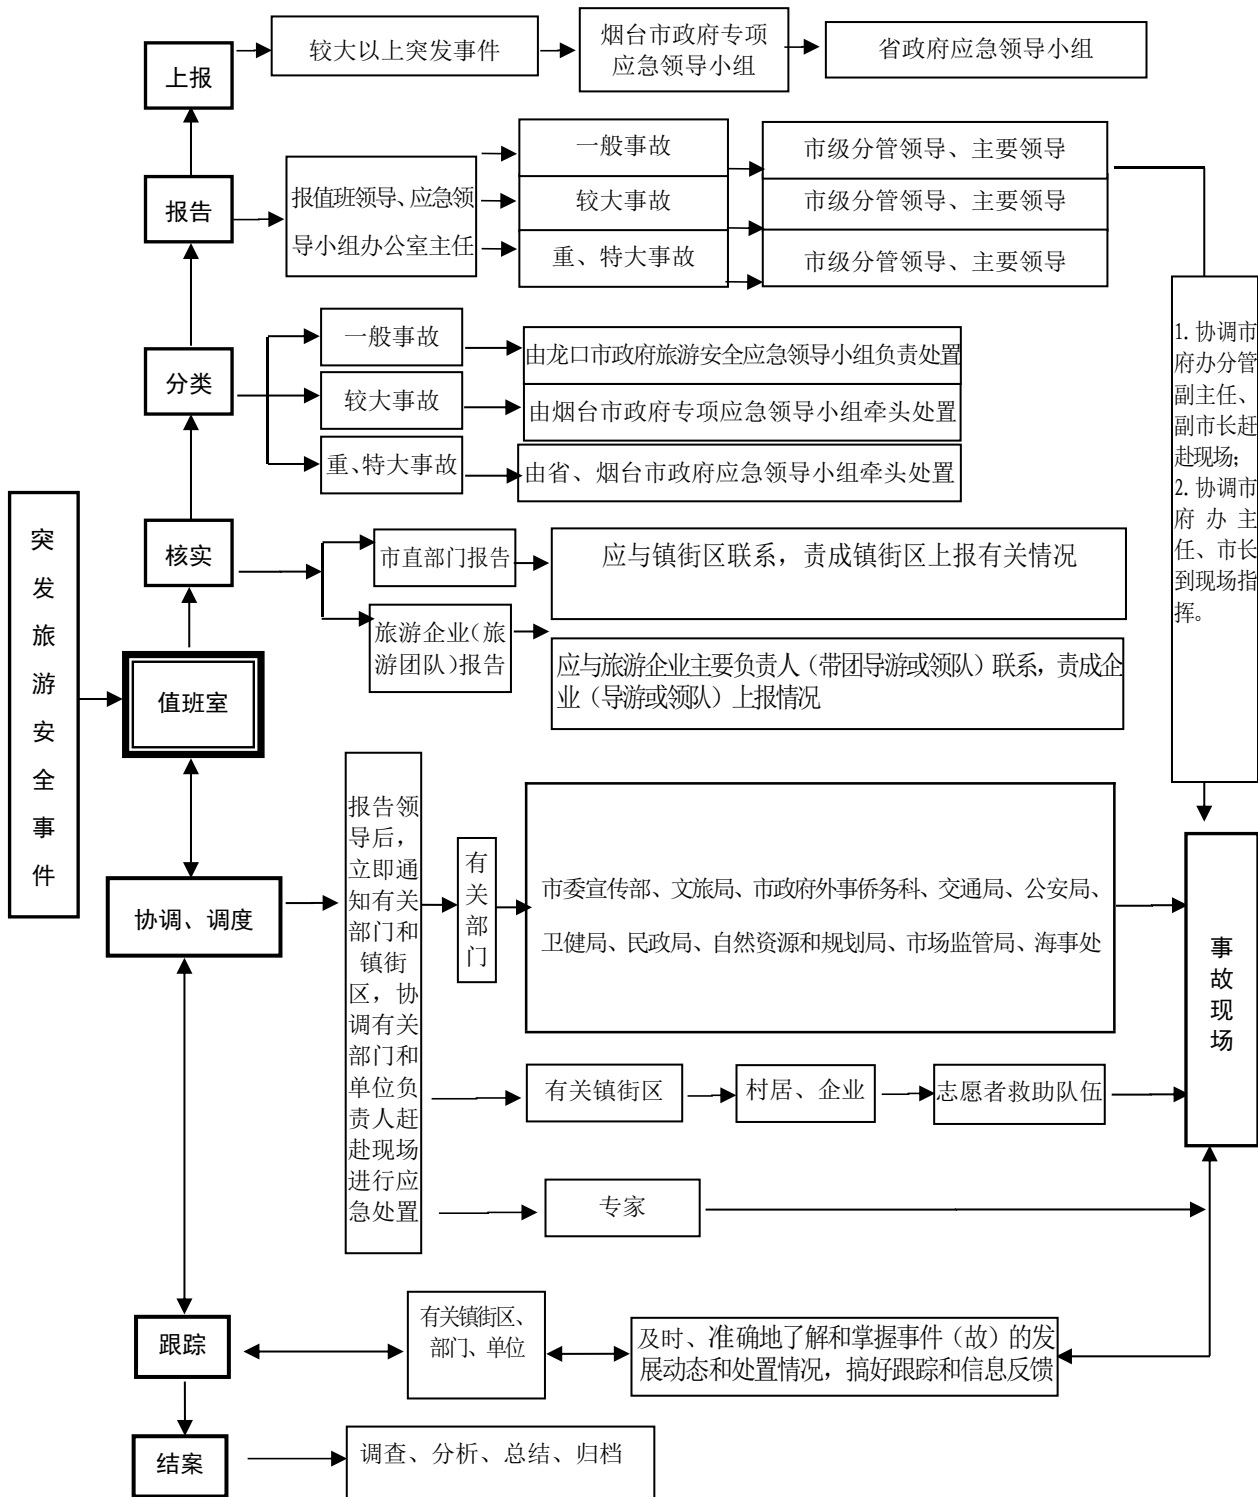 上报
较大以上突发事件
烟台市政府专项
应急领导小组
省政府应急领导小组
报告
报值班领导、应急领
导小组办公室主任
一般事故
较大事故
重、特大事故
市级分管领导、主要领导
市级分管领导、主要领导
市级分管领导、主要领导
1.协调市
府办分管
副主任、
副市长赶
赴现场;
2.协调市
府办主
任、市长
到现场指
挥。
分类
一般事故
较大事故
重、特大事故
由龙口市政府旅游安全应急领导小组负责处置
由烟台市政府专项应急领导小组牵头处置
由省、烟台市政府应急领导小组牵头处置
核实
市直部门报告
应与镇街区联系，责成镇街区上报有关情况
旅游企业（旅
游团队）报告
应与旅游企业主要负责人（带团导游或领队）联系，责成企
业（导游或领队）上报情况
突发旅游安全事件
值班室
协调、调度
报告领
导后，
立即通
知有关
部门和
镇街
区，协
调有关
部门和
单位负
责人赶
赴现场
进行应
急处置
有关部门
市委宣传部、文旅局、市政府外事侨务科、交通局、公安局、
卫健局、民政局、自然资源和规划局、市场监管局、海事处
有关镇街区
村居、企业
志愿者救助队伍
专家
事故现场
跟踪
有关镇街区、
部门、单位
及时、准确地了解和掌握事件（故）的发
展动态和处置情况，搞好跟踪和信息反馈
结案
调查、分析、总结、归档